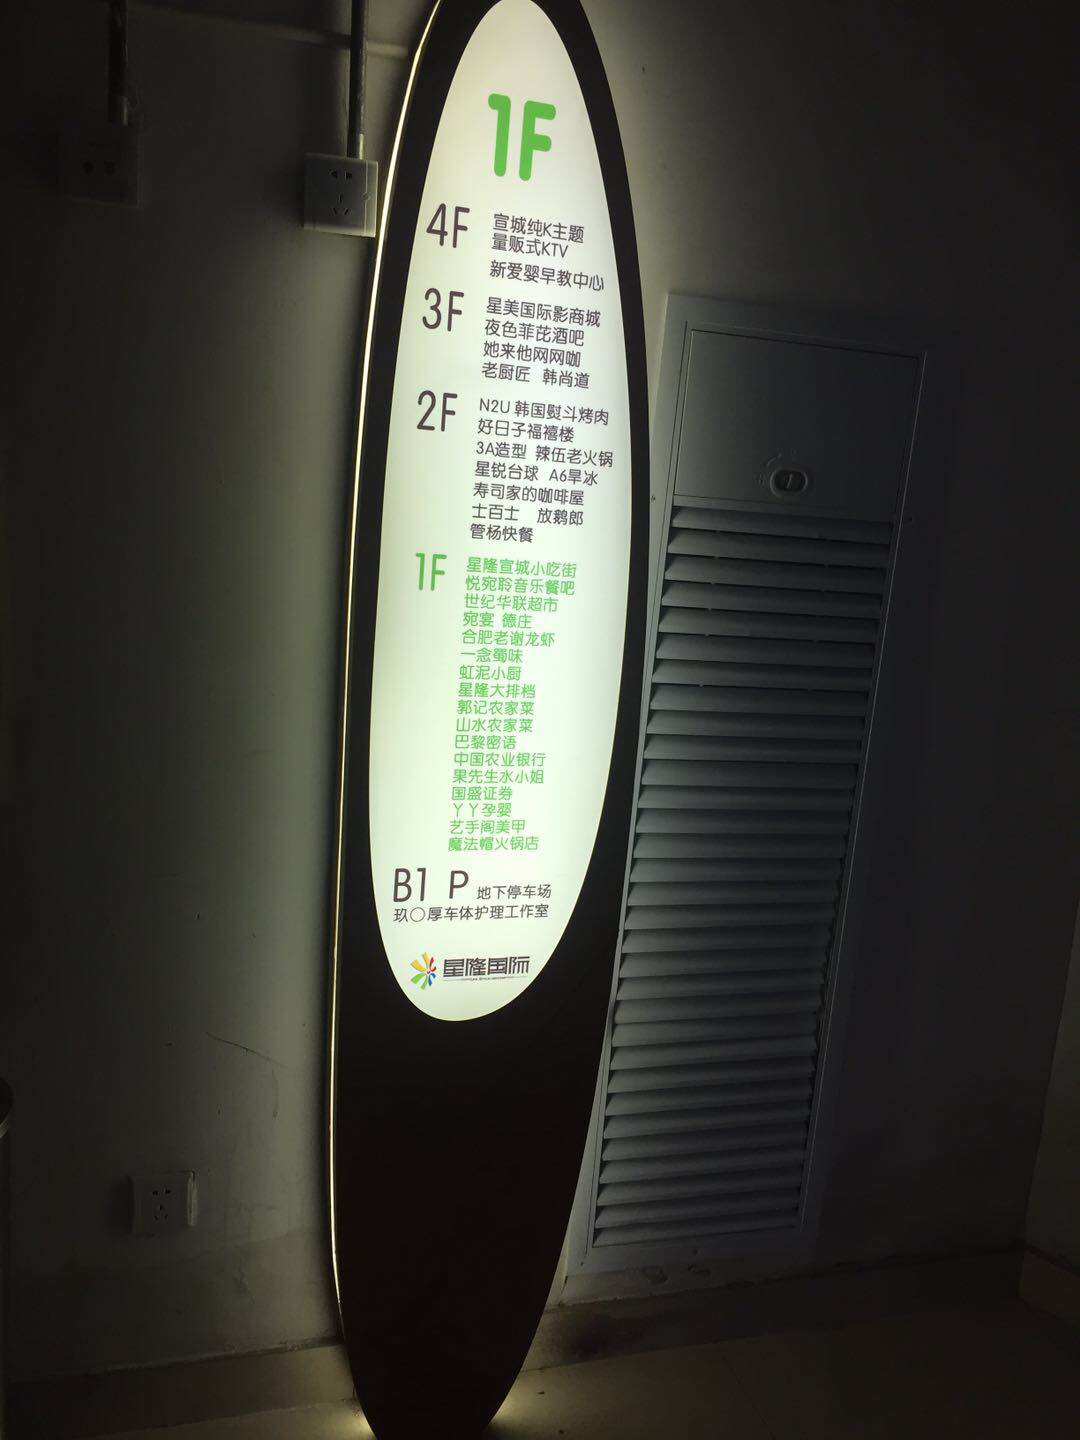 1F
4F 宣城纯K主题
量贩式KTV
新爱婴早教中心
3F 星美国际影商城
夜色菲芘酒吧
她来他网网咖
老厨匠 韩尚道
2F N2U 韩国熨斗烤肉
好日子福禧楼
3A造型 辣伍老火锅
星锐台球 A6旱冰
寿司家的咖啡屋
士百士 放鹅郎
管杨快餐
1F 星隆宣城小吃街
悦宛聆音乐餐吧
世纪华联超市
宛宴 德庄
合肥老谢龙虾
一念蜀味
虹泥小厨
星隆大排档
郭记农家菜
山水农家菜
巴黎密语
中国农业银行
果先生水小姐
国盛证券
丫丫孕婴
艺手阁美甲
魔法帽火锅店
B1 P 地下停车场
玖〇厚车体护理工作室
星隆国际